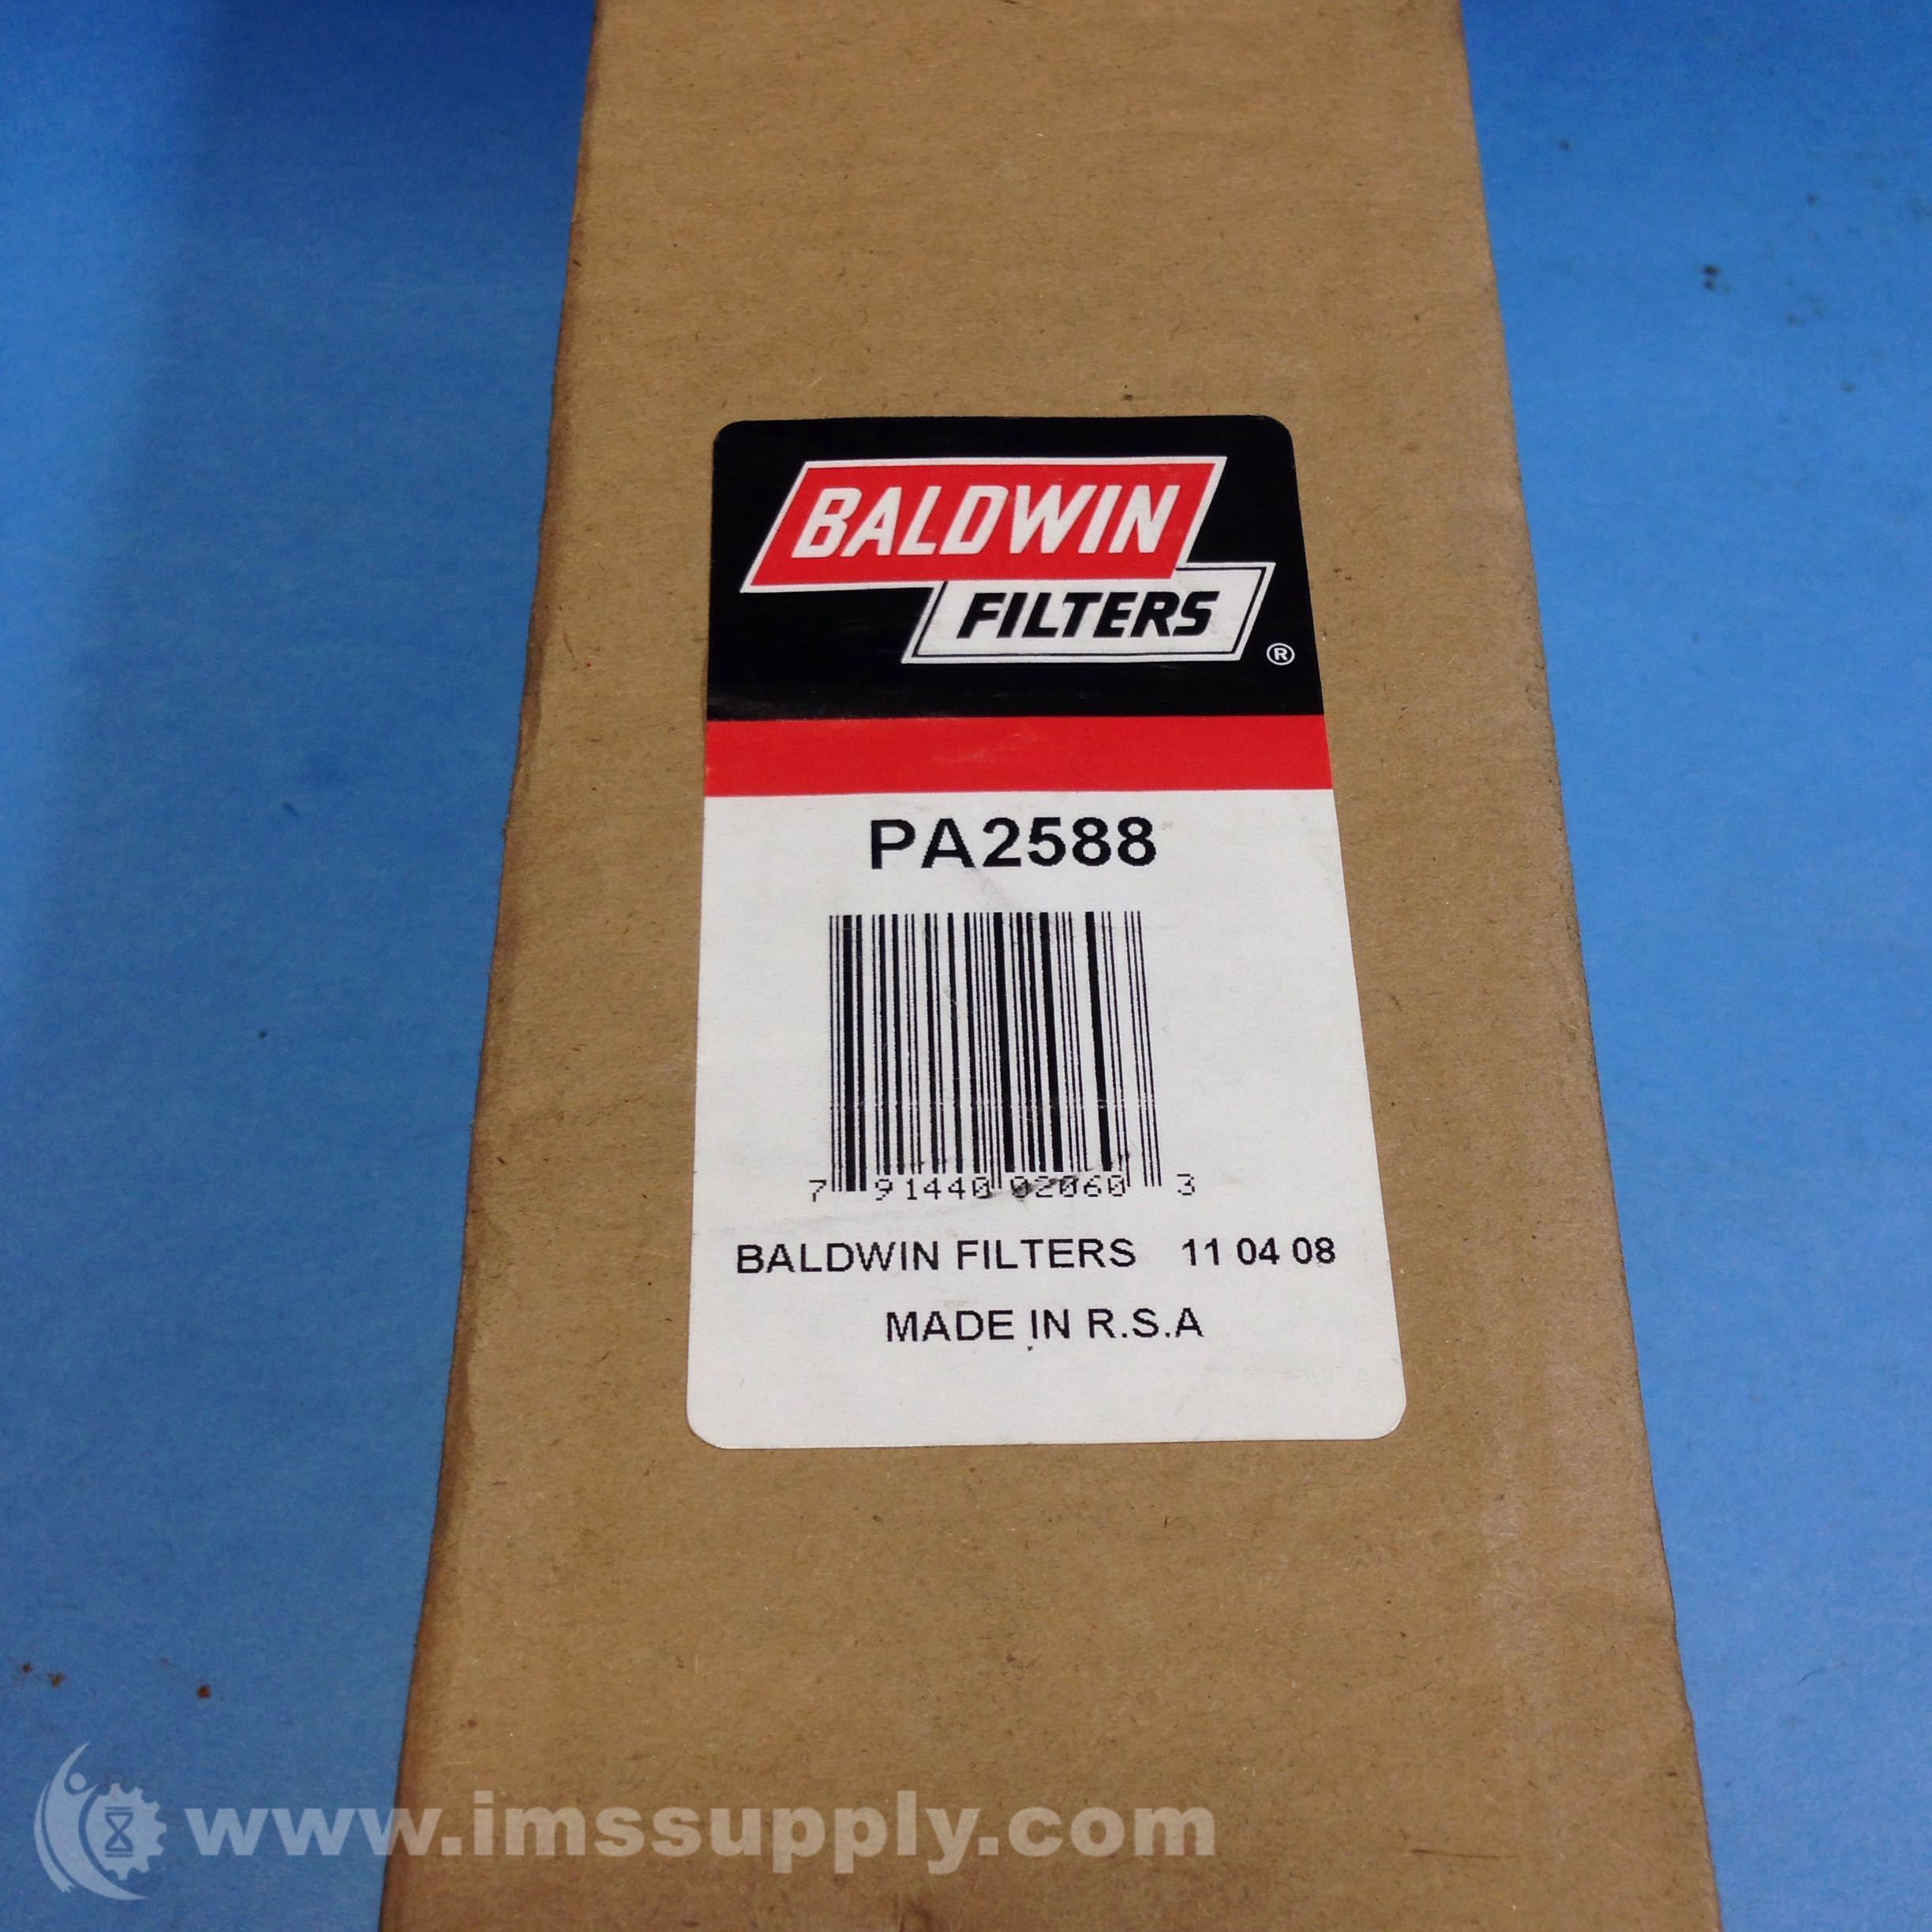 BALDWIN
FILTERS
®
PA2588
7 91440 02060 3
BALDWIN FILTERS 11 04 08
MADE IN R.S.A
www.imssupply.com